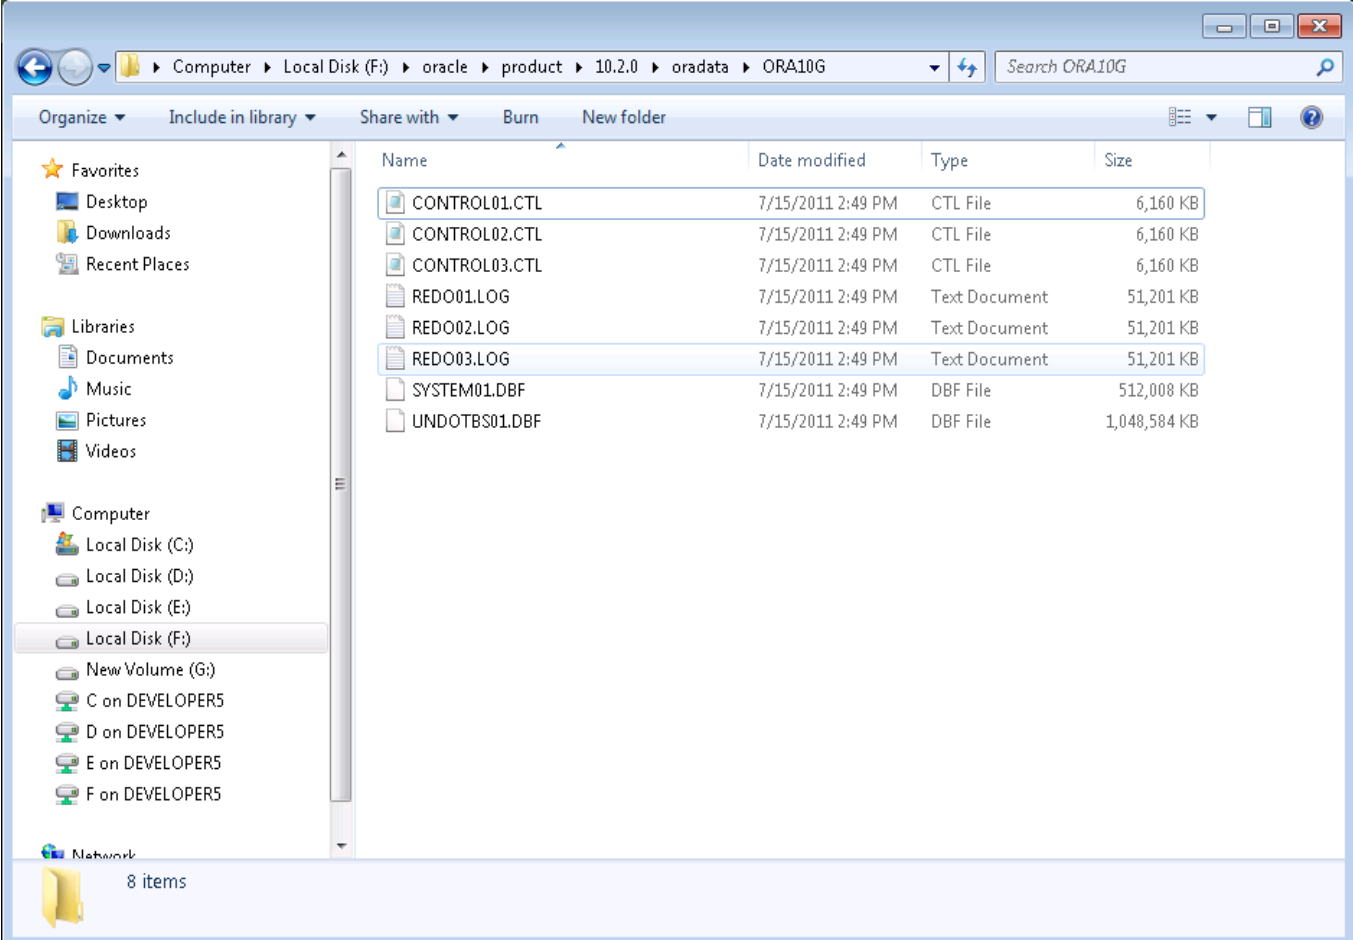 Computer Local Disk (F:) oracle product 10.2.0 oradata ORA10G Search ORA10G
Organize Include in library Share with Burn New folder
Favorites
Desktop
Downloads
Recent Places
Libraries
Documents
Music
Pictures
Videos
Computer
Local Disk (C:)
Local Disk (D:)
Local Disk (E:)
Local Disk (F:)
New Volume (G:)
C on DEVELOPER5
D on DEVELOPER5
E on DEVELOPER5
F on DEVELOPER5
Network
Name Date modified Type Size
CONTROL01.CTL 7/15/2011 2:49 PM CTL File 6,160 KB
CONTROL02.CTL 7/15/2011 2:49 PM CTL File 6,160 KB
CONTROL03.CTL 7/15/2011 2:49 PM CTL File 6,160 KB
REDO01.LOG 7/15/2011 2:49 PM Text Document 51,201 KB
REDO02.LOG 7/15/2011 2:49 PM Text Document 51,201 KB
REDO03.LOG 7/15/2011 2:49 PM Text Document 51,201 KB
SYSTEM01.DBF 7/15/2011 2:49 PM DBF File 512,008 KB
UNDOTBS01.DBF 7/15/2011 2:49 PM DBF File 1,048,584 KB
8 items